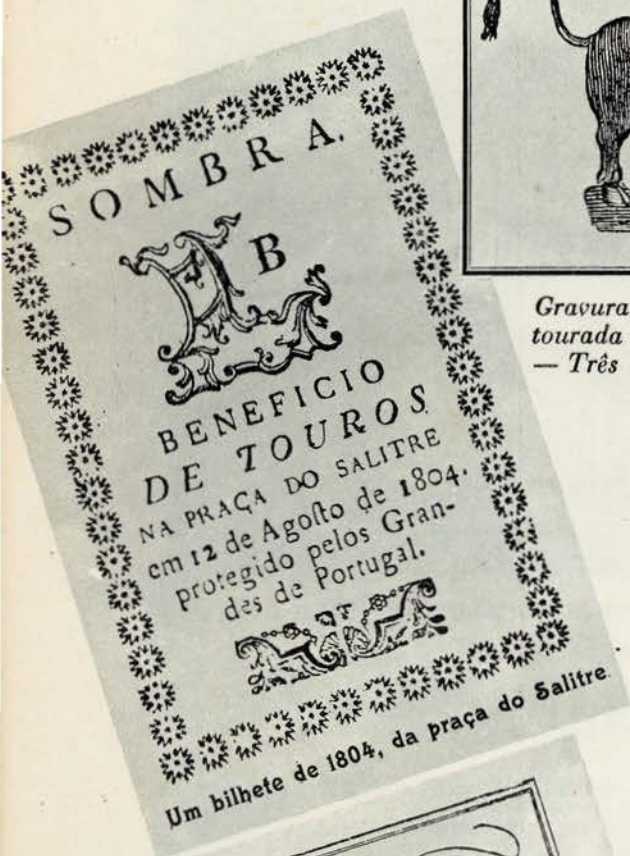 SOMBRA.
L B
BENEFICIO
DE TOUROS
NA PRAÇA DO SALITRE
em 12 de Agoſto de 1804.
protegido pelos Gran-
des de Portugal.
Um bilhete de 1804, da praça do Salitre
Gravura
tourada
— Três